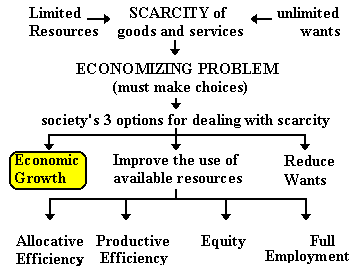 Limited Resources
SCARCITY of goods and services
unlimited wants
ECONOMIZING PROBLEM
(must make choices)
society's 3 options for dealing with scarcity
Economic
Growth
Improve the use of
available resources
Reduce
Wants
Allocative
Efficiency
Productive
Efficiency
Equity
Full
Employment